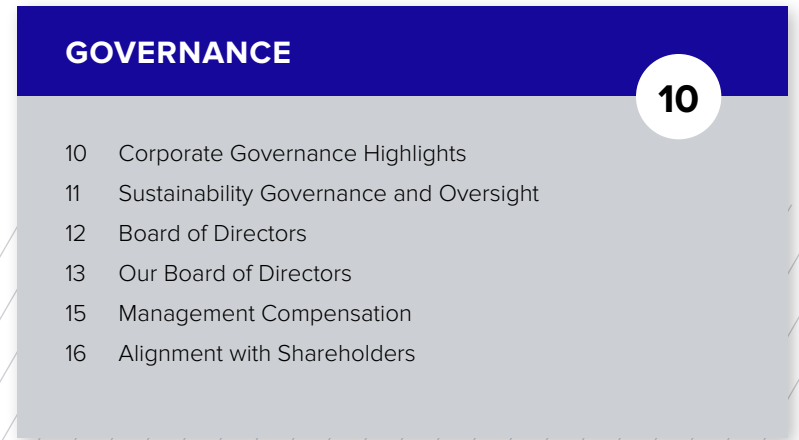 GOVERNANCE
10
10 Corporate Governance Highlights
11 Sustainability Governance and Oversight
12 Board of Directors
13 Our Board of Directors
15 Management Compensation
16 Alignment with Shareholders